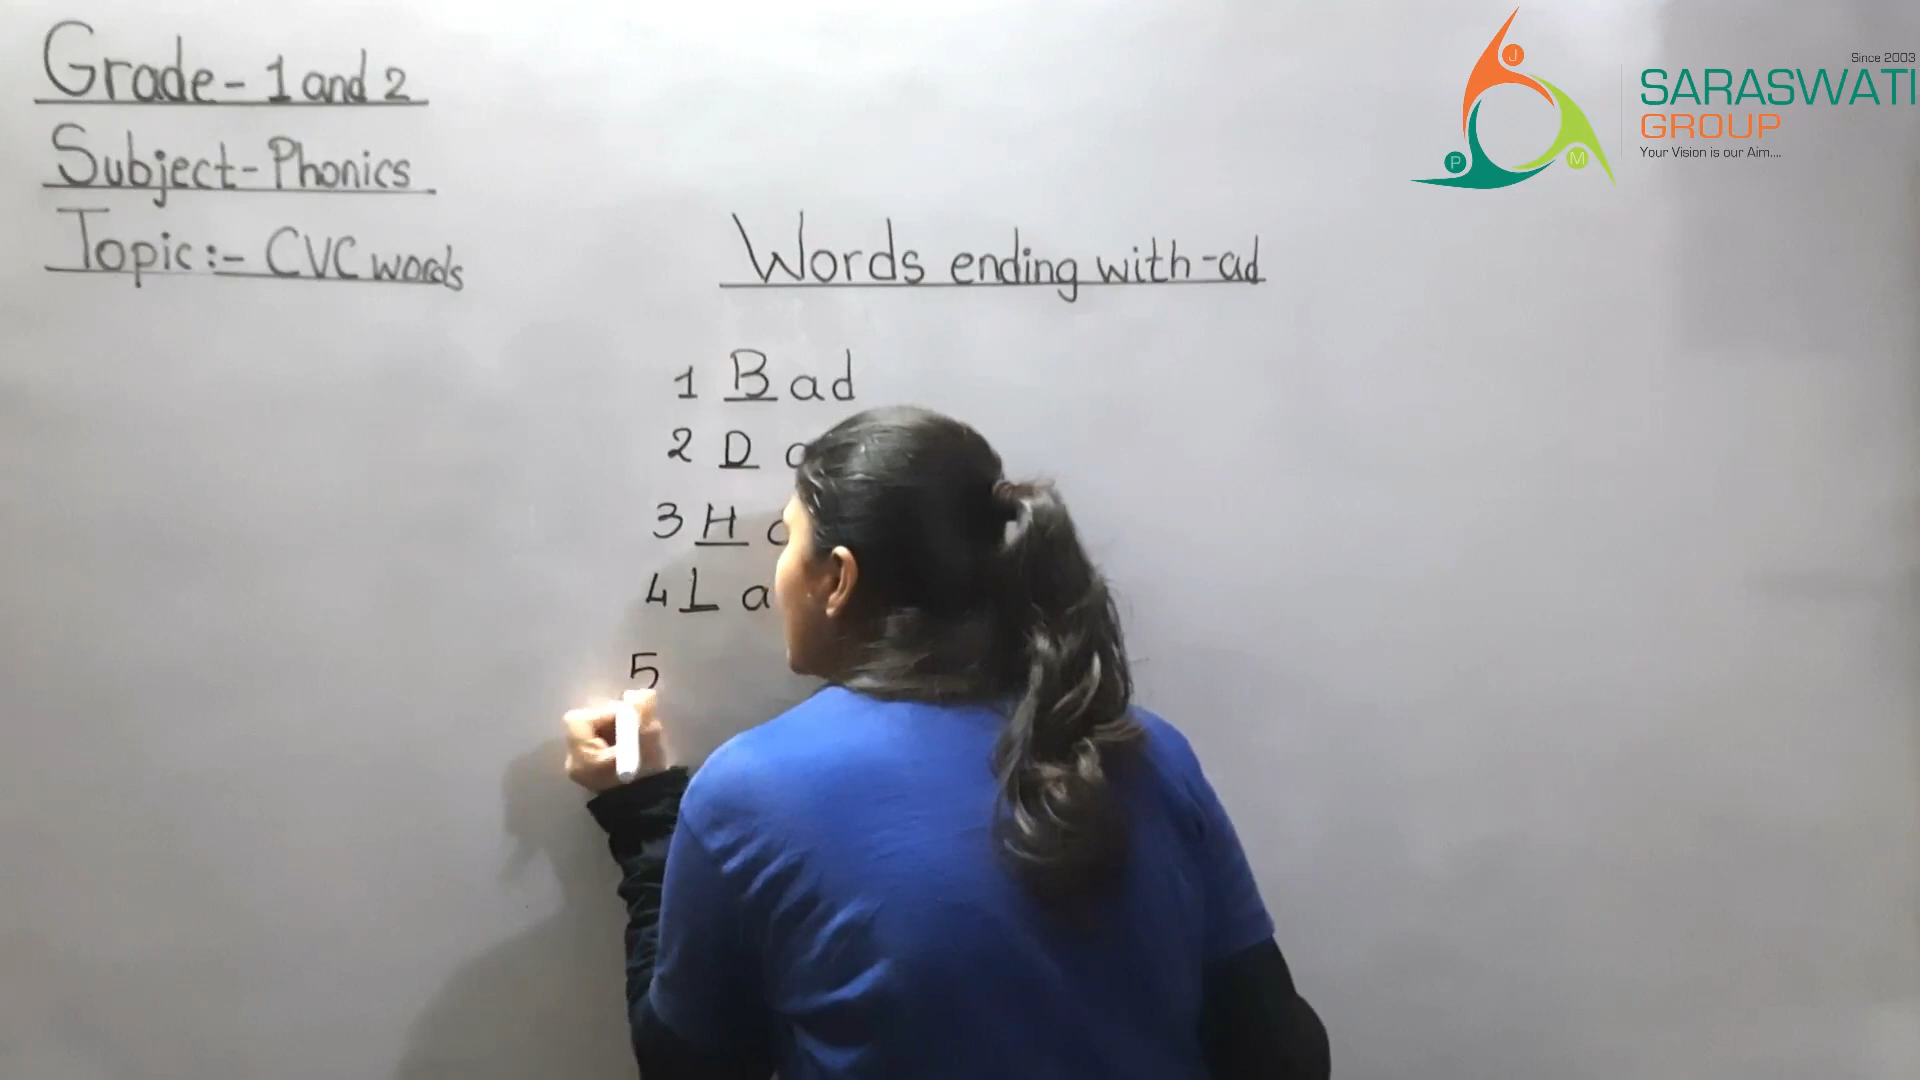 Grade - 1 and 2
Subject - Phonics
Topic :- CVC words
Since 2003
SARASWATI
GROUP
Your Vision is our Aim....
J
P
M
Words ending with -ad
1 B ad
2 D
3 H
4 L a
5